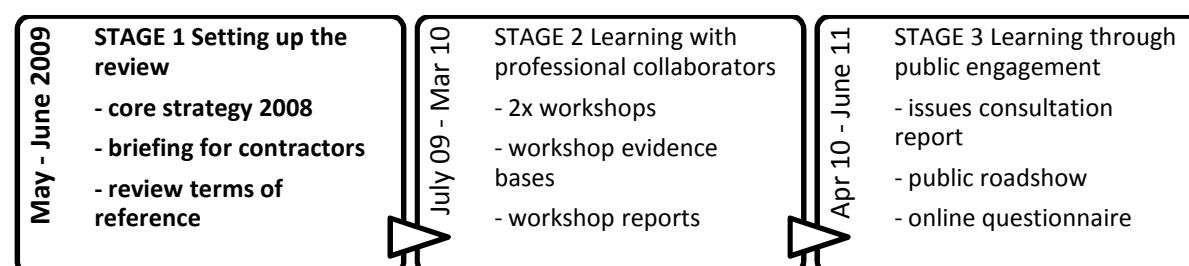 May - June 2009
STAGE 1 Setting up the
review
- core strategy 2008
- briefing for contractors
- review terms of
reference
July 09 - Mar 10
STAGE 2 Learning with
professional collaborators
- 2x workshops
- workshop evidence
bases
- workshop reports
Apr 10 - June 11
STAGE 3 Learning through
public engagement
- issues consultation
report
- public roadshow
- online questionnaire